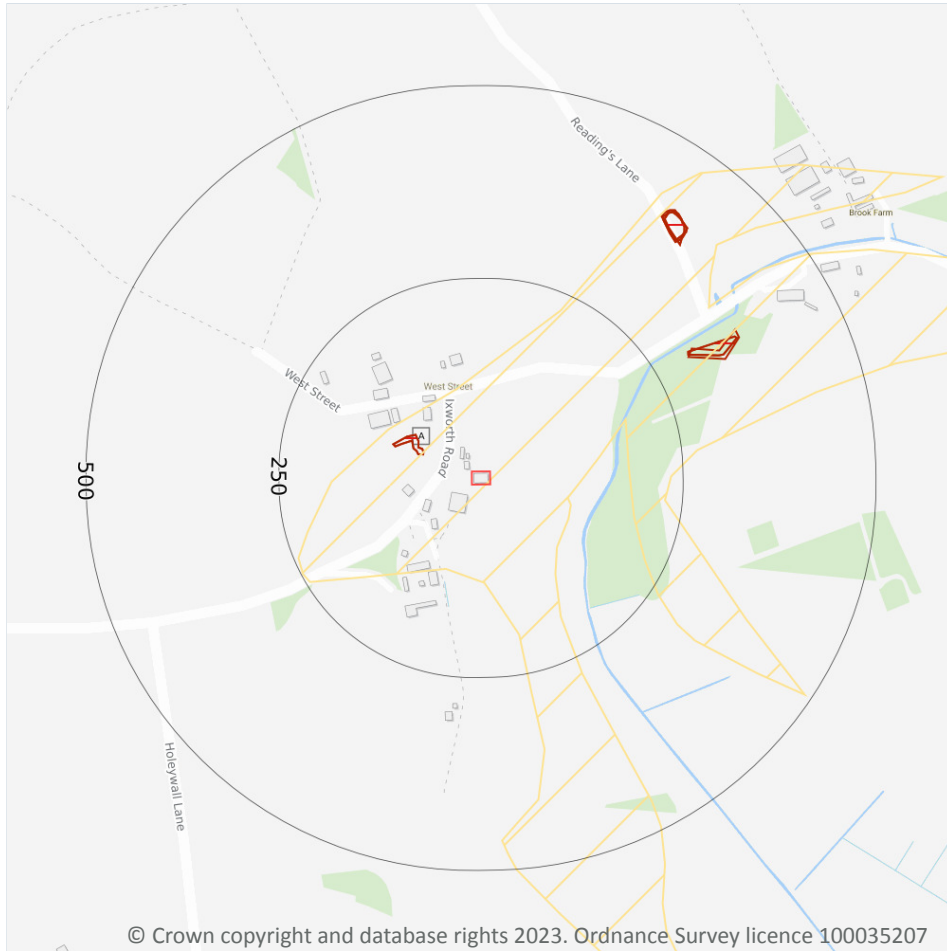 Reading's Lane
Brook Farm
West Street
West Street
Ixworth Road
A
500
250
Holeywall Lane
© Crown copyright and database rights 2023. Ordnance Survey licence 100035207